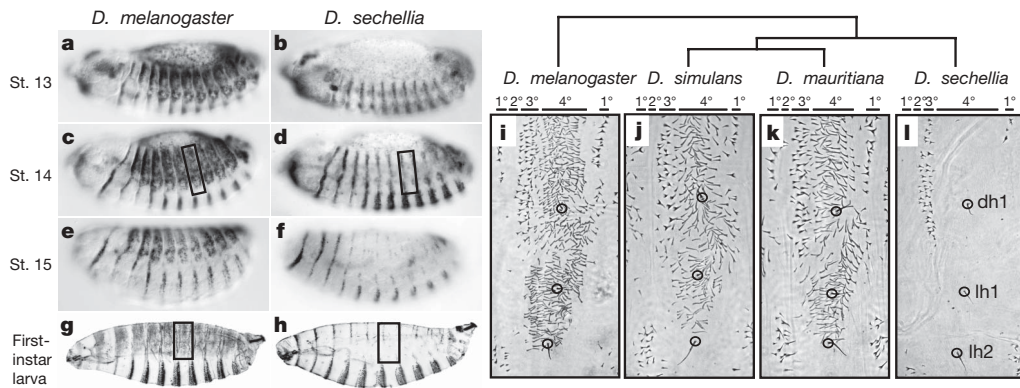 D. melanogaster
D. sechellia
a
b
St. 13
c
d
St. 14
e
f
St. 15
g
h
First-
instar
larva
D. melanogaster D. simulans D. mauritiana D. sechellia
1° 2° 3° 4° 1° 1° 2° 3° 4° 1° 1° 2° 3° 4° 1° 1° 2° 3° 4° 1°
i
j
k
l
dh1
lh1
lh2